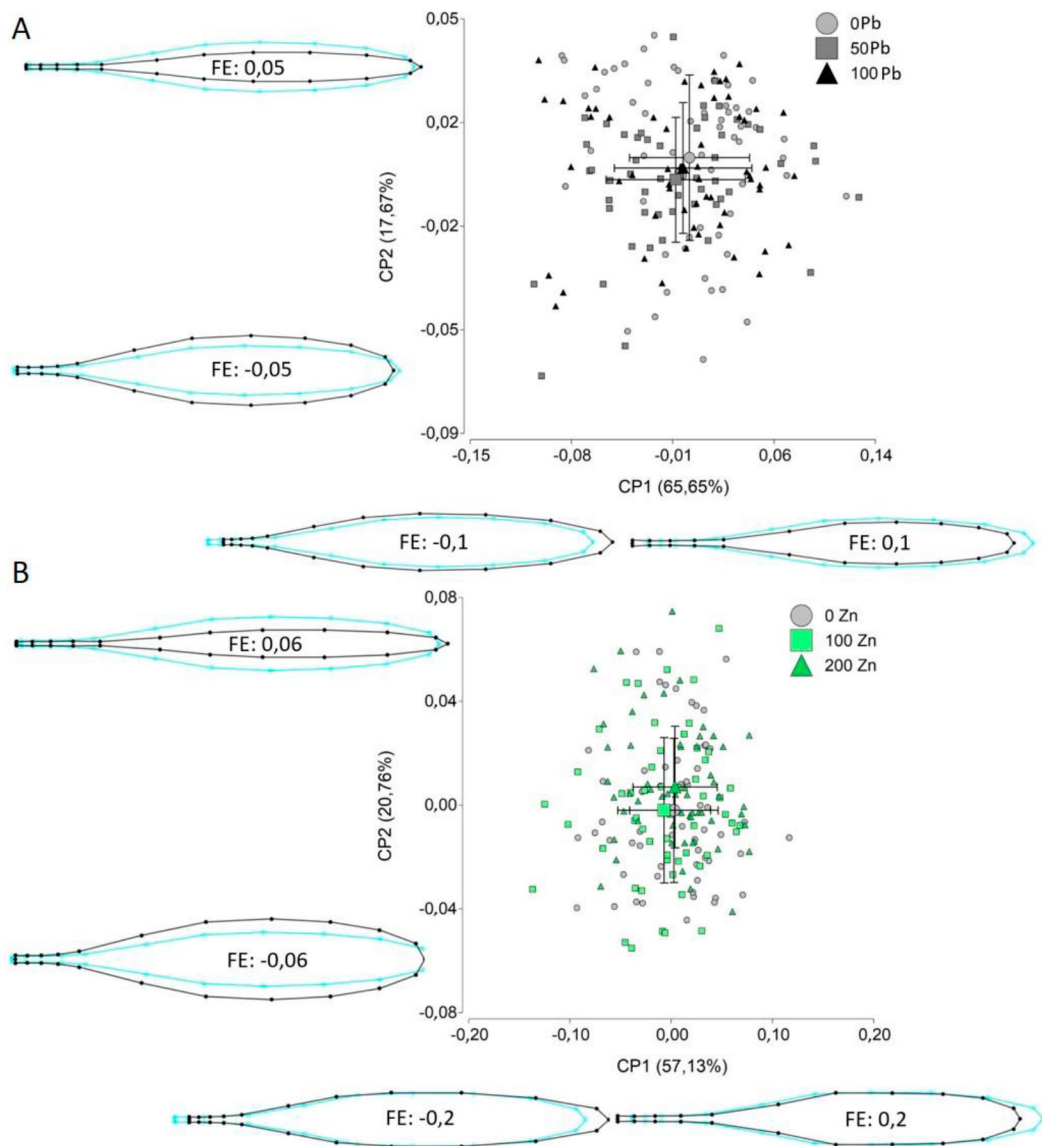 A
FE: 0,05
FE: -0,05
0Pb
50Pb
100 Pb
CP2 (17,67%)
0,05
0,02
-0,02
-0,05
-0,09
-0,15
-0,08
-0,01
0,06
0,14
CP1 (65,65%)
FE: -0,1
FE: 0,1
B
FE: 0,06
FE: -0,06
0 Zn
100 Zn
200 Zn
CP2 (20,76%)
0,08
0,04
0,00
-0,04
-0,08
-0,20
-0,10
0,00
0,10
0,20
CP1 (57,13%)
FE: -0,2
FE: 0,2